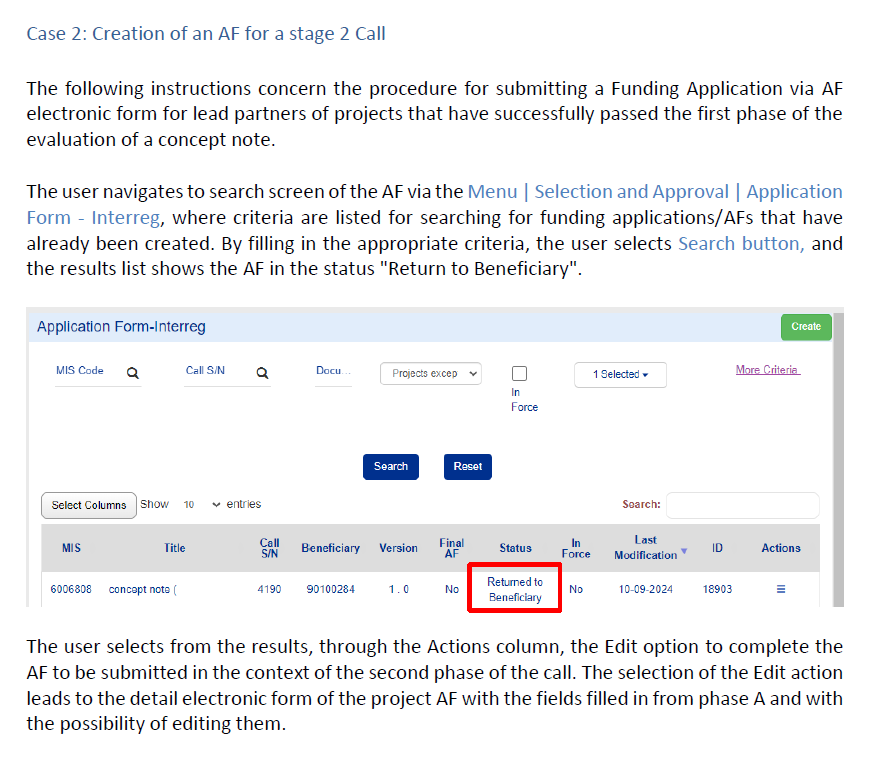 Case 2: Creation of an AF for a stage 2 Call
The following instructions concern the procedure for submitting a Funding Application via AF
electronic form for lead partners of projects that have successfully passed the first phase of the
evaluation of a concept note.
The user navigates to search screen of the AF via the Menu | Selection and Approval | Application
Form - Interreg, where criteria are listed for searching for funding applications/AFs that have
already been created. By filling in the appropriate criteria, the user selects Search button, and
the results list shows the AF in the status "Return to Beneficiary".
Application Form-Interreg Create
MIS Code Call S/N Docu... Projects excep 1 Selected More Criteria
In
Force
Search Reset
Select Columns Show 10 entries Search:
MIS Title Call S/N Beneficiary Version Final AF Status In Force Last Modification ID Actions
6006808 concept note ( 4190 90100284 1 . 0 No Returned to Beneficiary No 10-09-2024 18903
The user selects from the results, through the Actions column, the Edit option to complete the
AF to be submitted in the context of the second phase of the call. The selection of the Edit action
leads to the detail electronic form of the project AF with the fields filled in from phase A and with
the possibility of editing them.